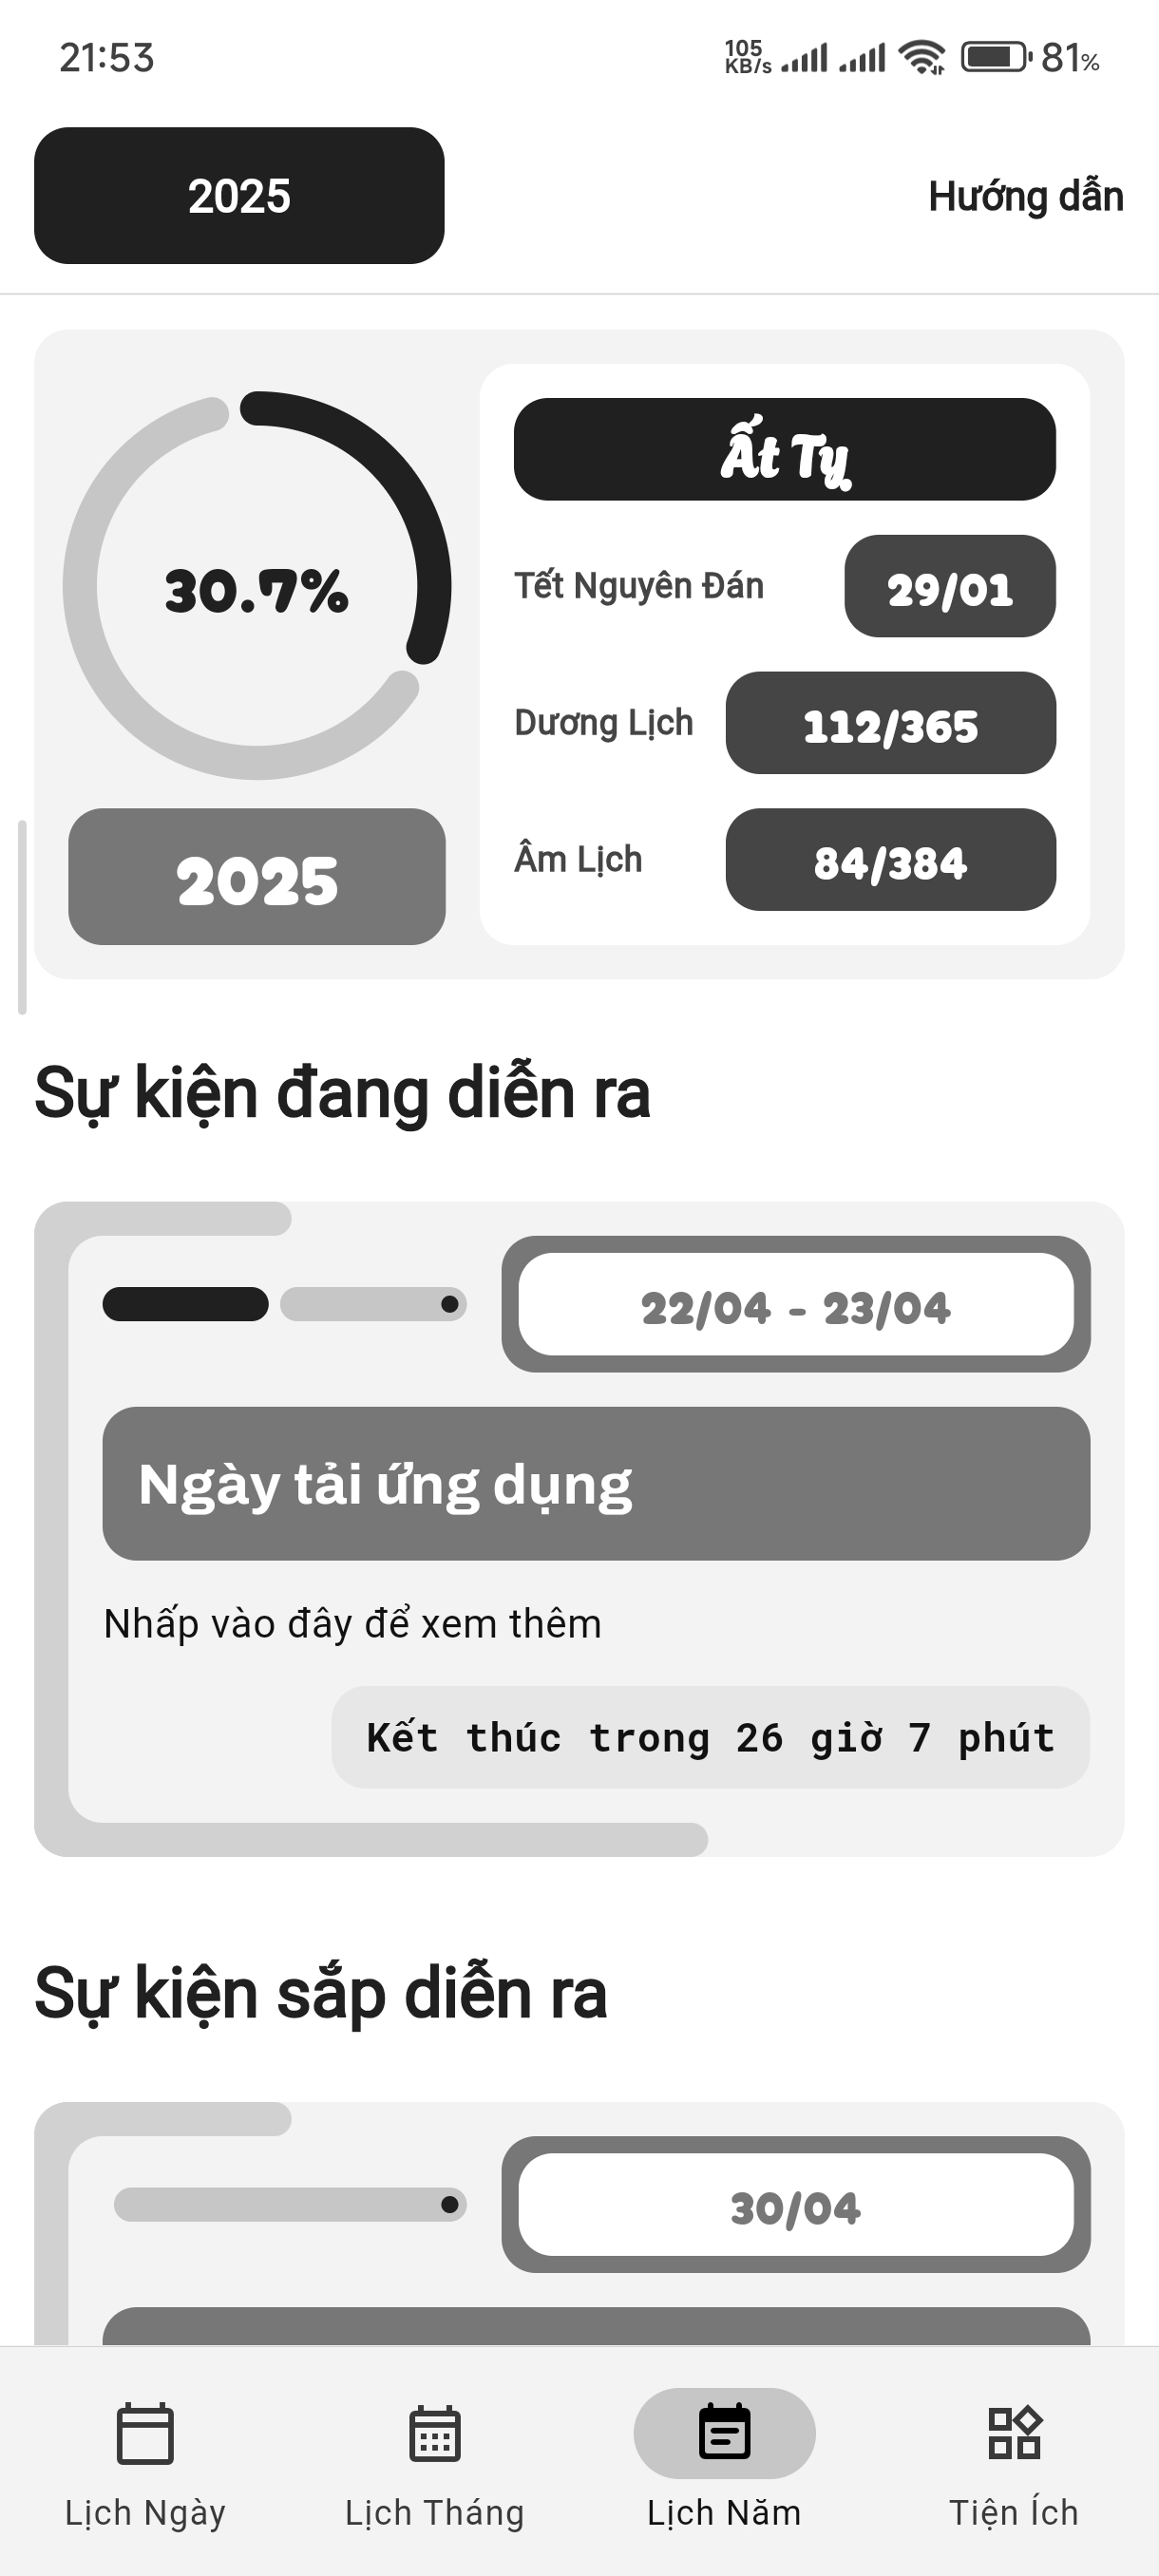 21:53
105
KB/s
81%
2025
Hướng dẫn
30.7%
2025
Ất Tỵ
Tết Nguyên Đán
29/01
Dương Lịch
112/365
Âm Lịch
84/384
Sự kiện đang diễn ra
22/04 - 23/04
Ngày tải ứng dụng
Nhấp vào đây để xem thêm
Kết thúc trong 26 giờ 7 phút
Sự kiện sắp diễn ra
30/04
Lịch Ngày
Lịch Tháng
Lịch Năm
Tiện Ích